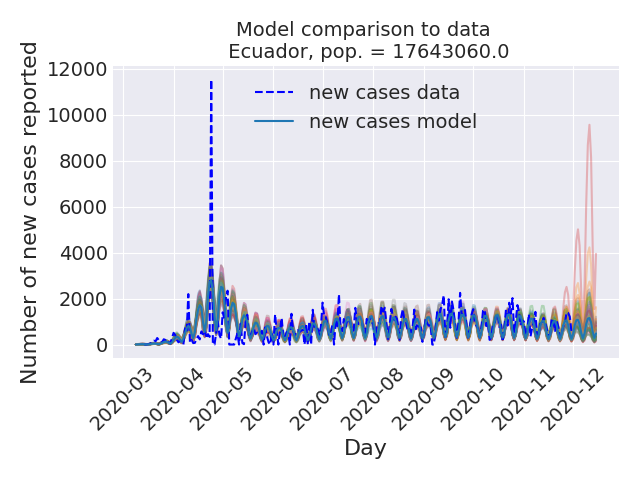 Model comparison to data
Ecuador, pop. = 17643060.0
Number of new cases reported
12000
10000
8000
6000
4000
2000
0
new cases data
new cases model
2020-03
2020-04
2020-05
2020-06
2020-07
2020-08
2020-09
2020-10
2020-11
2020-12
Day